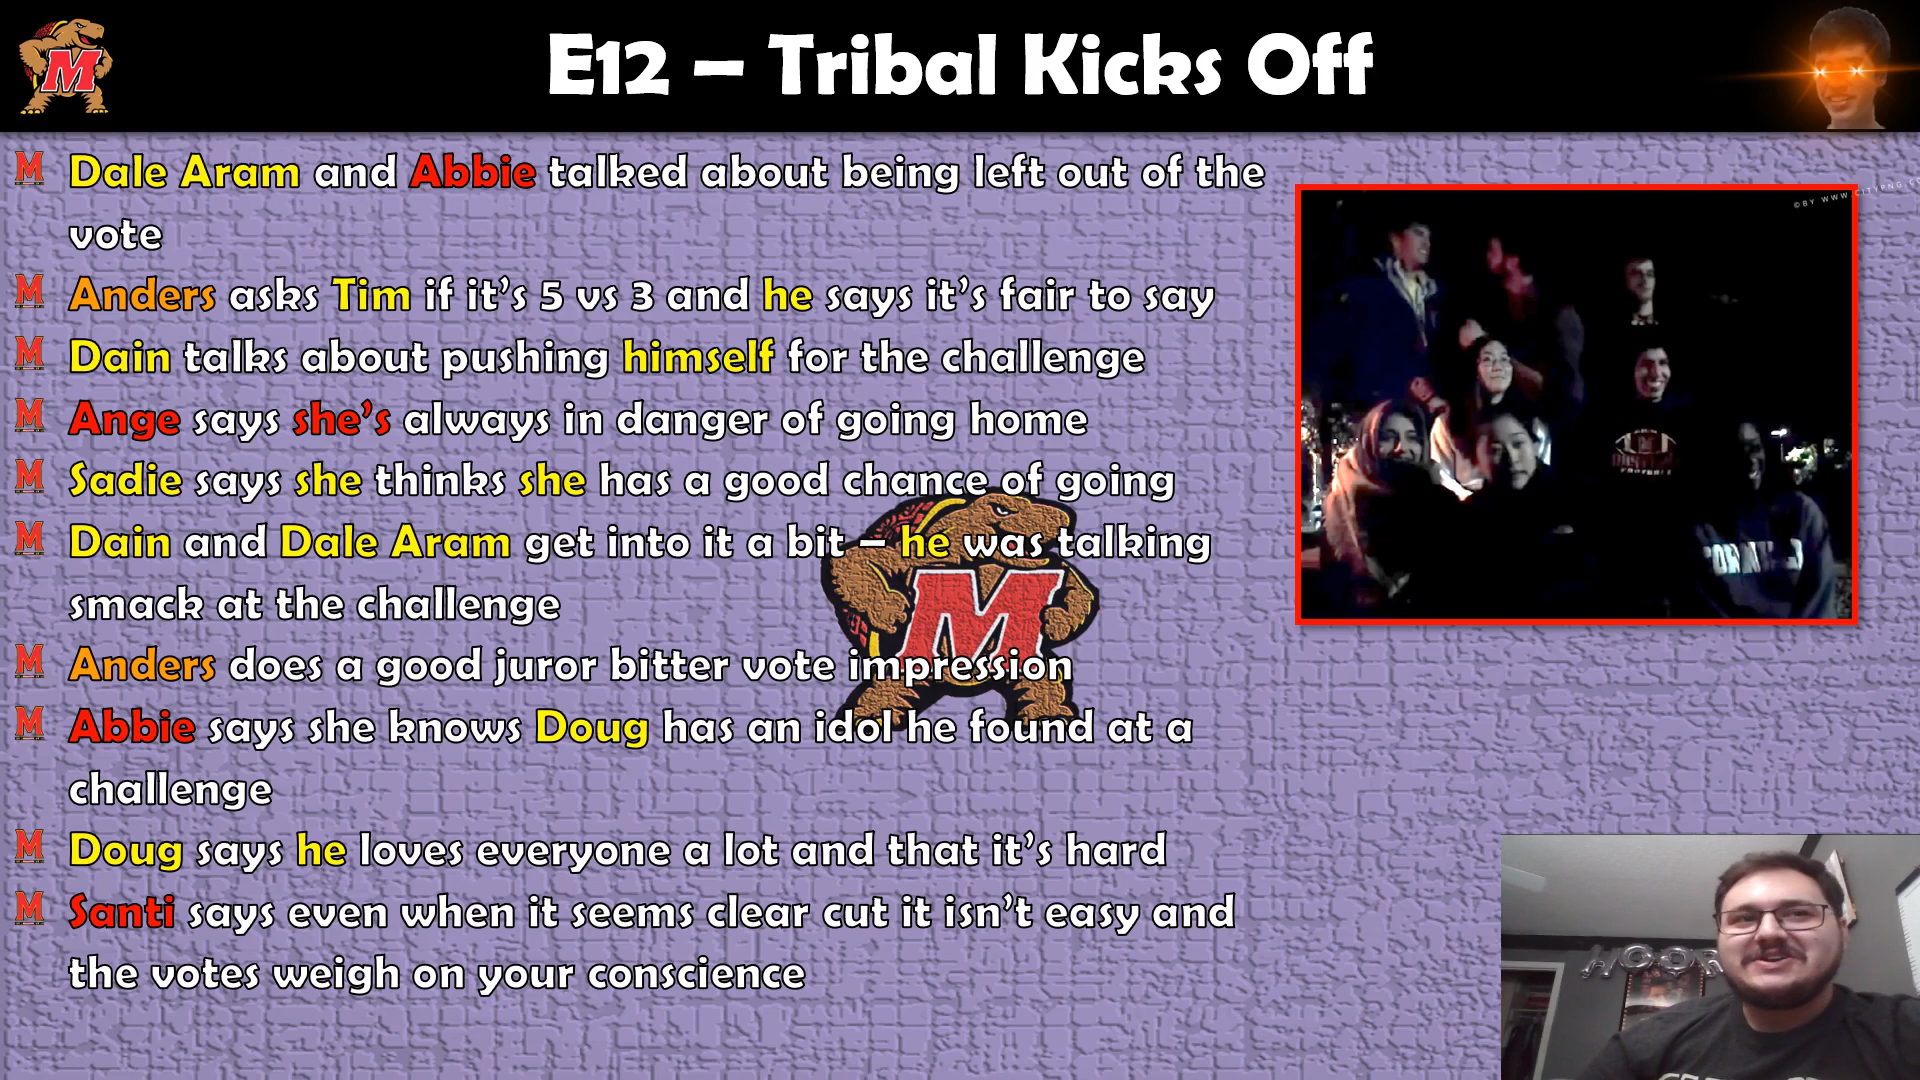 E12 – Tribal Kicks Off
Dale Aram and Abbie talked about being left out of the
vote
Anders asks Tim if it’s 5 vs 3 and he says it’s fair to say
Dain talks about pushing himself for the challenge
Ange says she’s always in danger of going home
Sadie says she thinks she has a good chance of going
Dain and Dale Aram get into it a bit – he was talking
smack at the challenge
Anders does a good juror bitter vote impression
Abbie says she knows Doug has an idol he found at a
challenge
Doug says he loves everyone a lot and that it’s hard
Santi says even when it seems clear cut it isn’t easy and
the votes weigh on your conscience
M
M
©BY WWW.CITYPNG.CO
FOOTBALL
HOOR